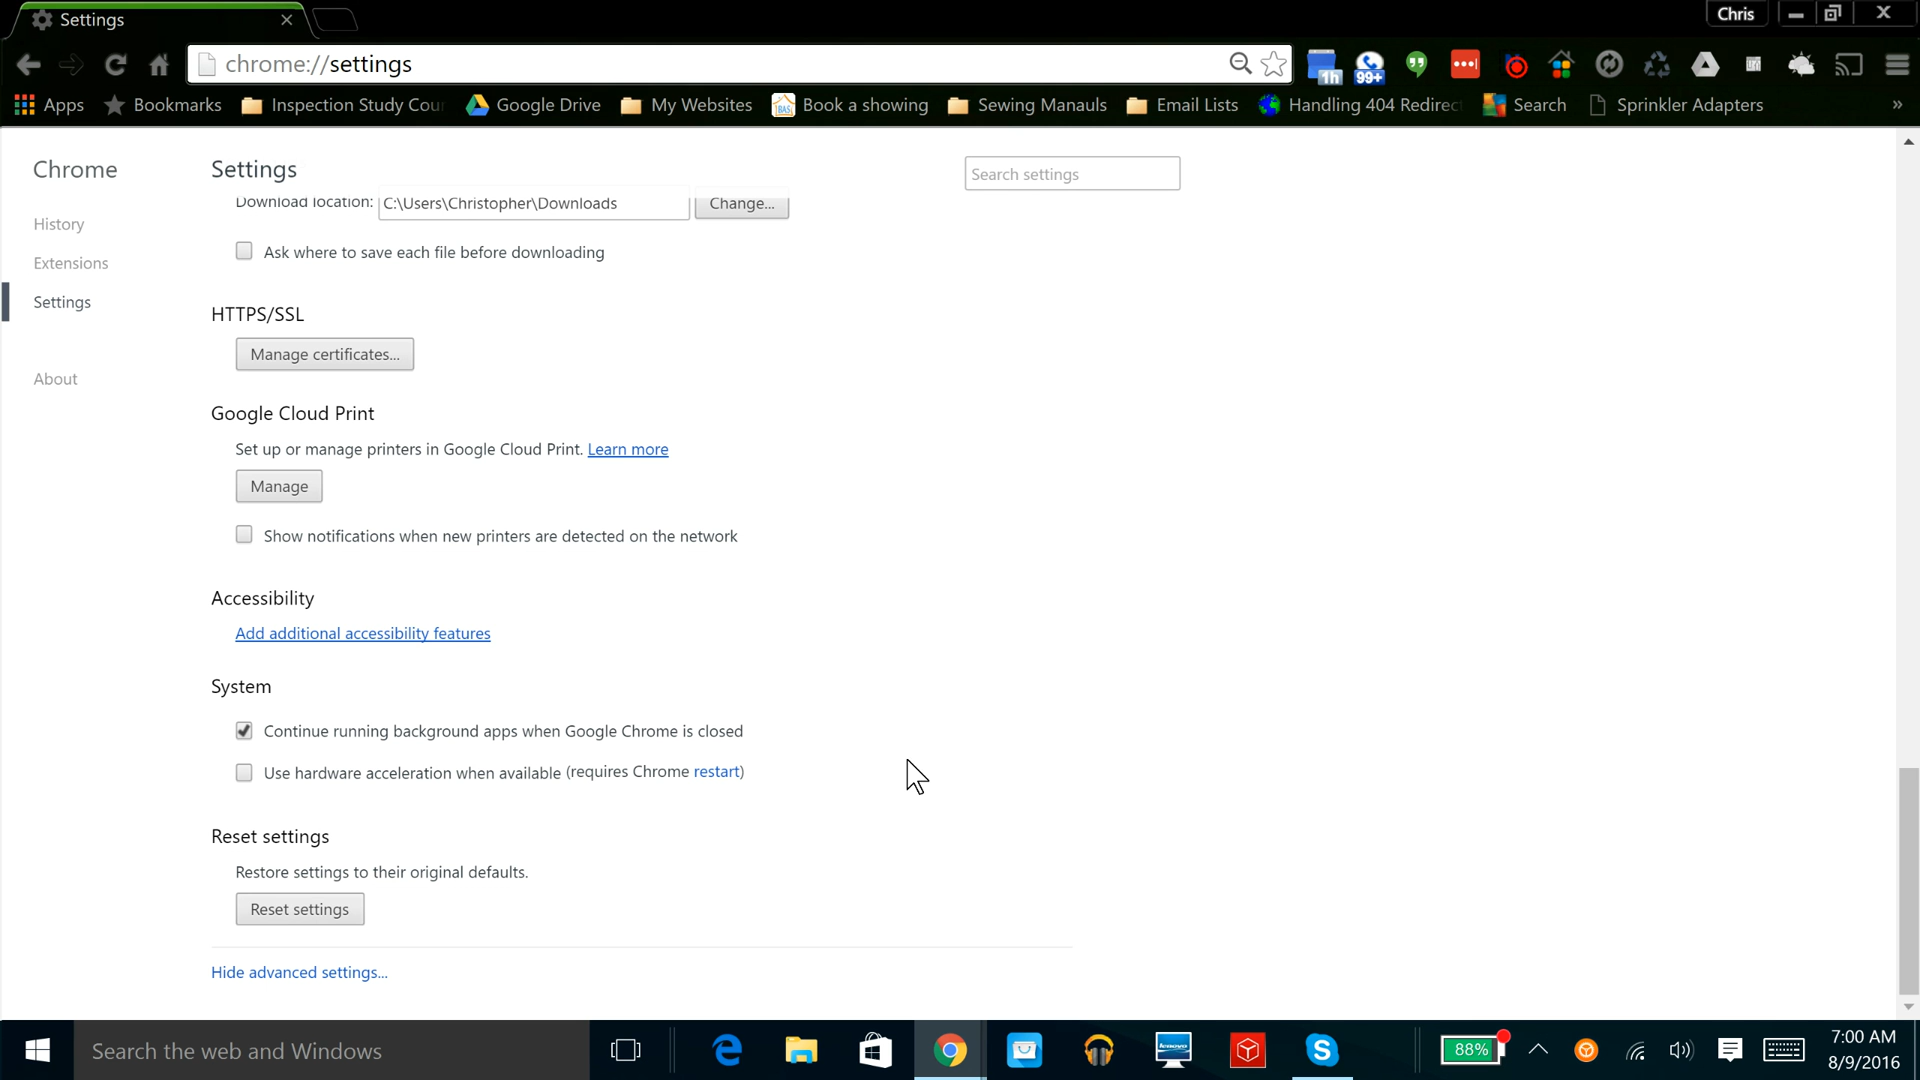 Settings
Chris
chrome://settings
1h
99+
Apps
Bookmarks
Inspection Study Cou
Google Drive
My Websites
Book a showing
Sewing Manauls
Email Lists
Handling 404 Redirec
Search
Sprinkler Adapters
»
Chrome
Settings
Search settings
History
Extensions
Settings
About
Download location: C:\Users\Christopher\Downloads Change...
Ask where to save each file before downloading
HTTPS/SSL
Manage certificates...
Google Cloud Print
Set up or manage printers in Google Cloud Print. Learn more
Manage
Show notifications when new printers are detected on the network
Accessibility
Add additional accessibility features
System
Continue running background apps when Google Chrome is closed
Use hardware acceleration when available (requires Chrome restart)
Reset settings
Restore settings to their original defaults.
Reset settings
Hide advanced settings...
Search the web and Windows
88%
7:00 AM
8/9/2016